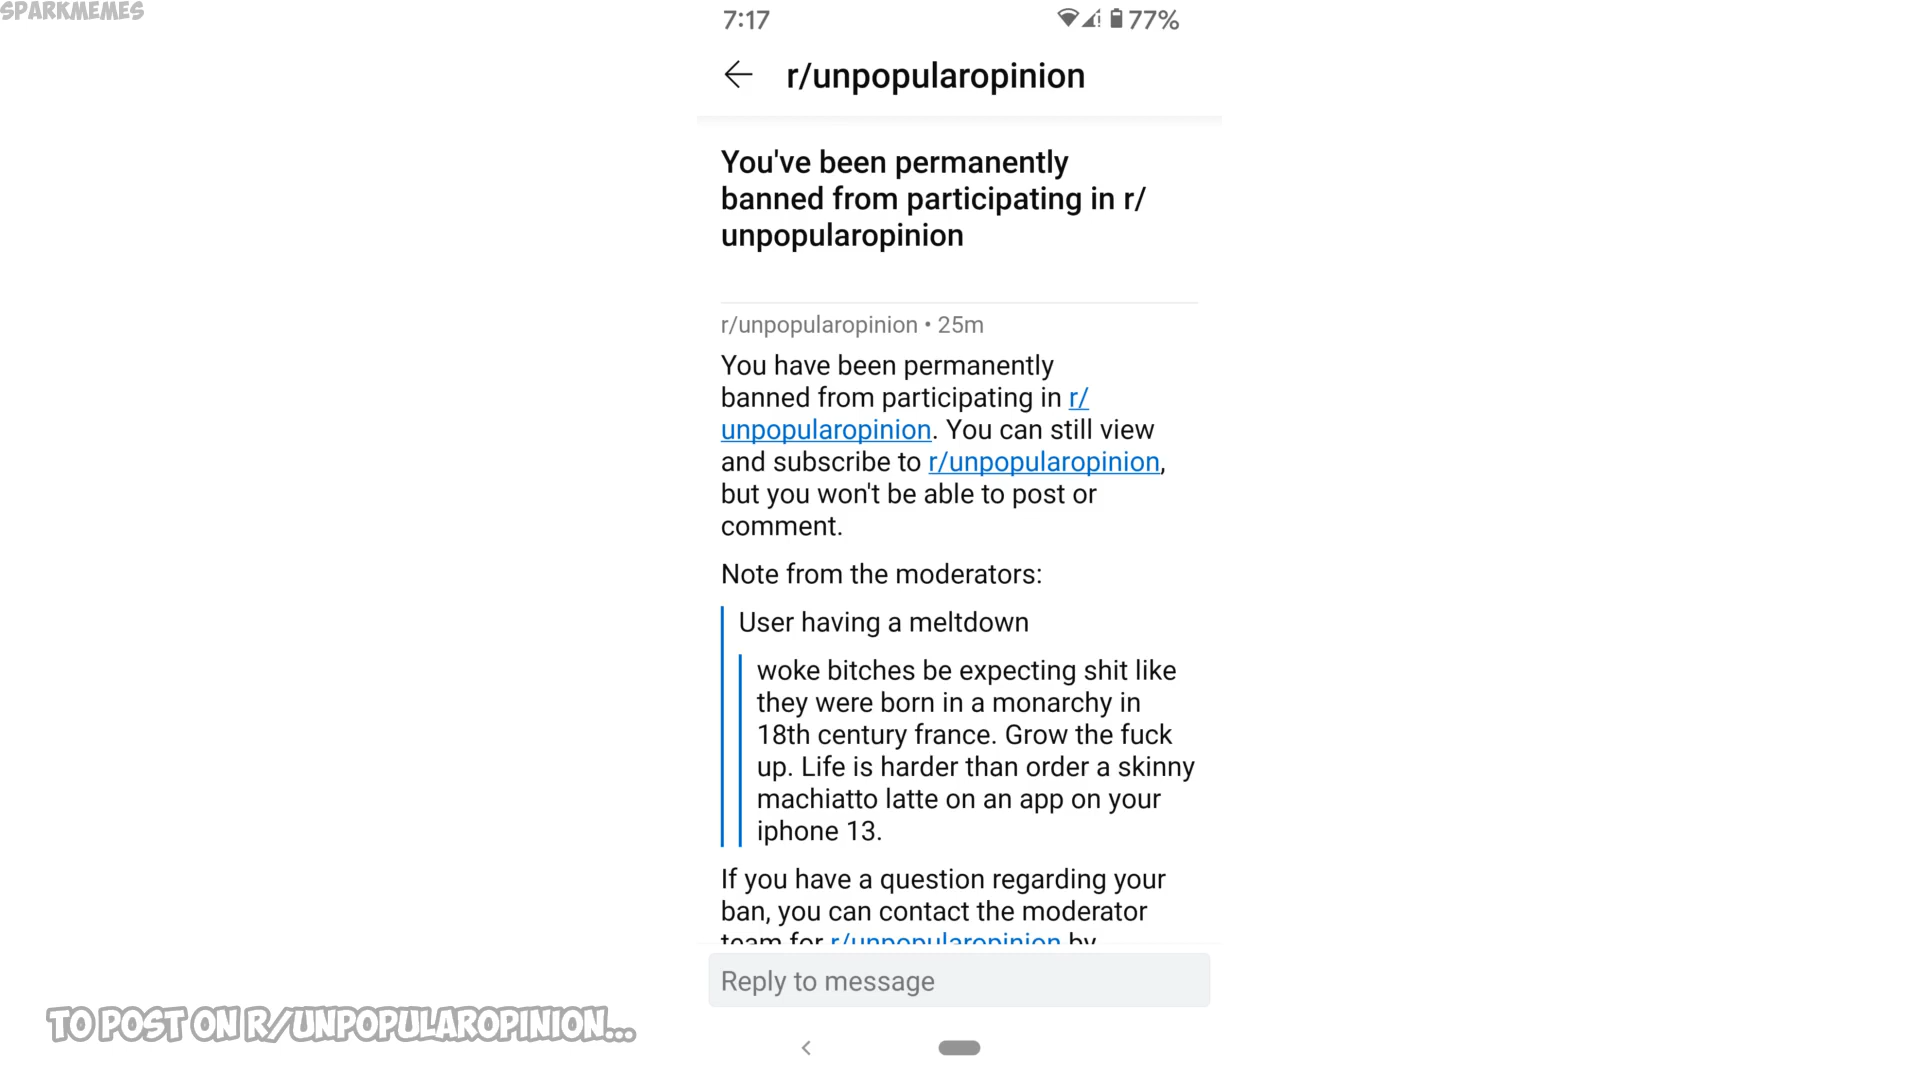 SPARKMEMES
7:17
77%
r/unpopularopinion
You've been permanently
banned from participating in r/
unpopularopinion
r/unpopularopinion • 25m
You have been permanently
banned from participating in r/
unpopularopinion. You can still view
and subscribe to r/unpopularopinion,
but you won't be able to post or
comment.
Note from the moderators:
User having a meltdown
woke bitches be expecting shit like
they were born in a monarchy in
18th century france. Grow the fuck
up. Life is harder than order a skinny
machiatto latte on an app on your
iphone 13.
If you have a question regarding your
ban, you can contact the moderator
team for r/unpopularopinion by
Reply to message
TO POST ON R/UNPOPULAROPINION...